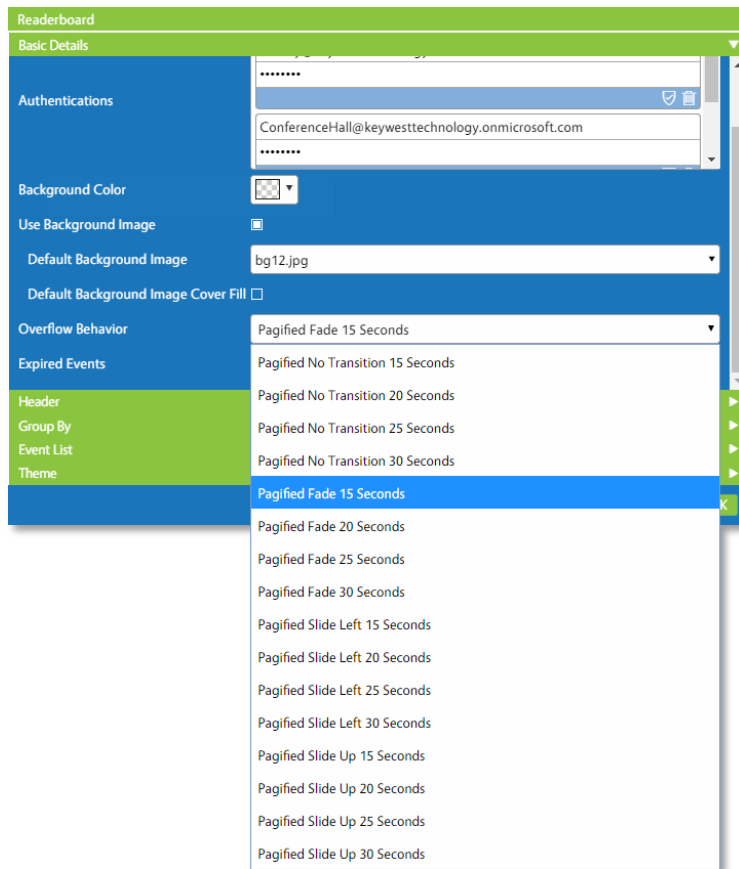 Readerboard
Basic Details
••••••••
Authentications
ConferenceHall@keywesttechnology.onmicrosoft.com
••••••••
Background Color
Use Background Image
Default Background Image
bg12.jpg
Default Background Image Cover Fill
Overflow Behavior
Pagified Fade 15 Seconds
Expired Events
Pagified No Transition 15 Seconds
Pagified No Transition 20 Seconds
Header
Group By
Pagified No Transition 25 Seconds
Event List
Pagified No Transition 30 Seconds
Theme
Pagified Fade 15 Seconds
K
Pagified Fade 20 Seconds
Pagified Fade 25 Seconds
Pagified Fade 30 Seconds
Pagified Slide Left 15 Seconds
Pagified Slide Left 20 Seconds
Pagified Slide Left 25 Seconds
Pagified Slide Left 30 Seconds
Pagified Slide Up 15 Seconds
Pagified Slide Up 20 Seconds
Pagified Slide Up 25 Seconds
Pagified Slide Up 30 Seconds